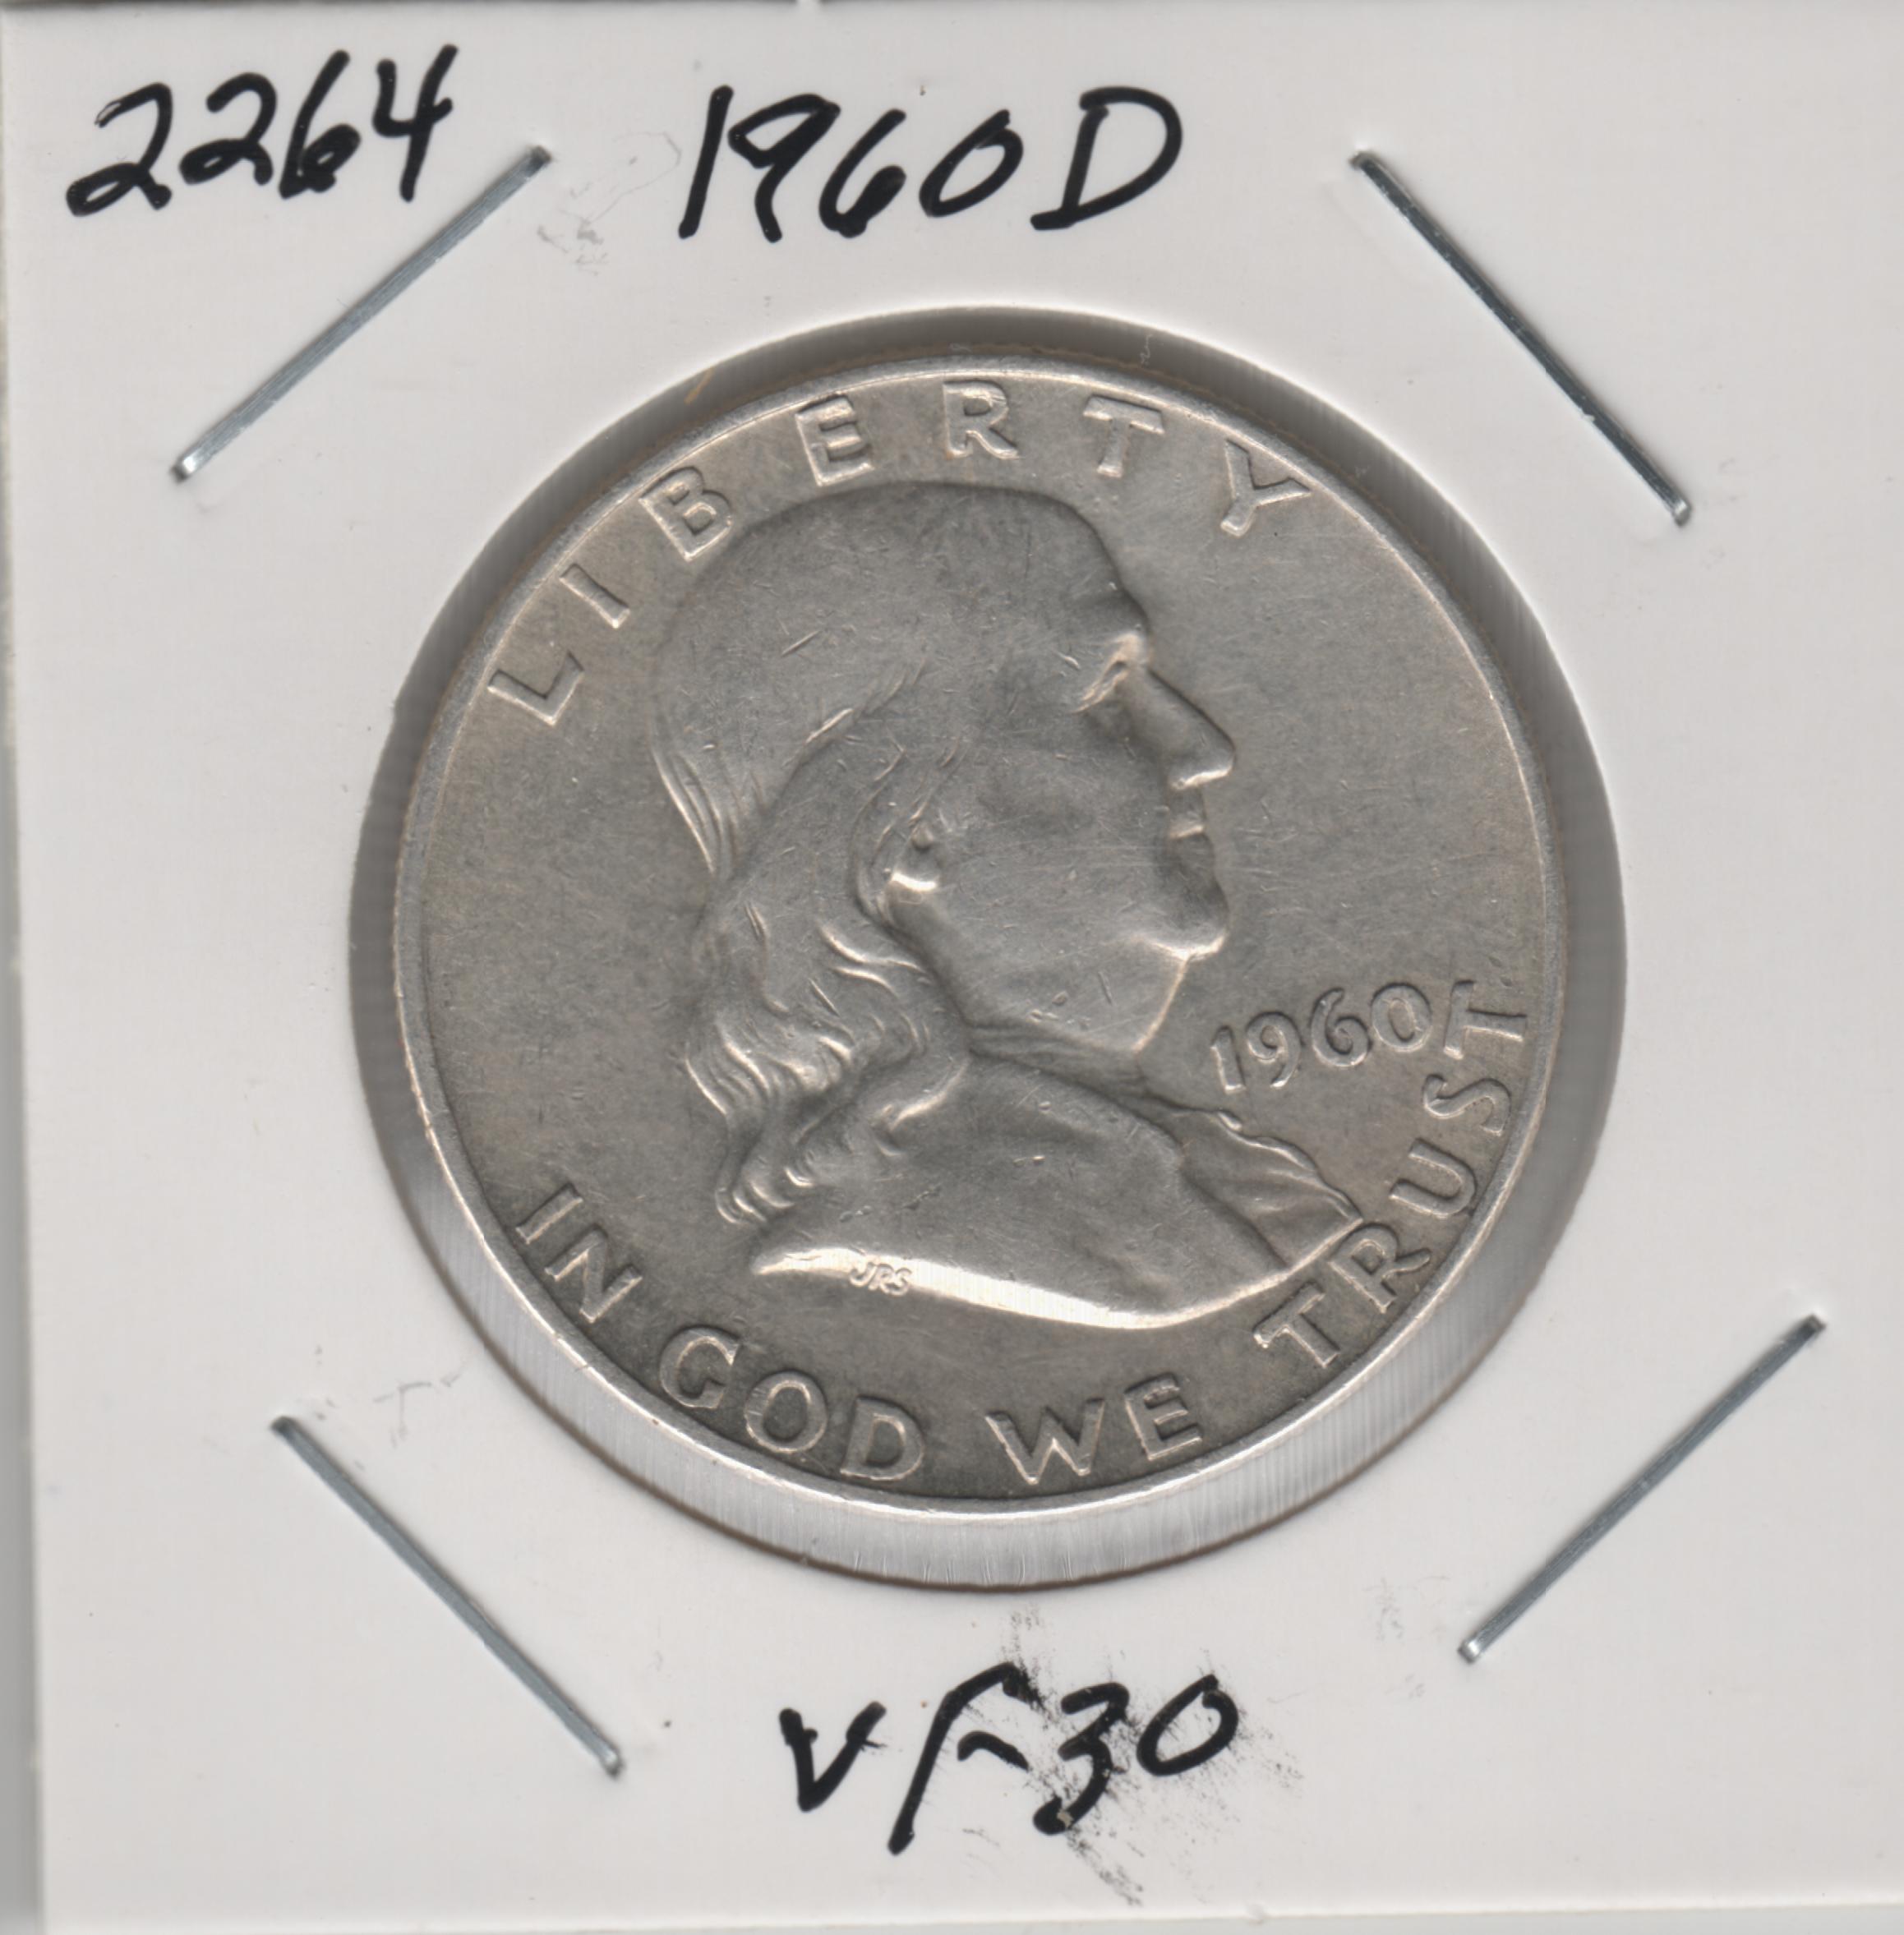 2264 1960D
LIBERTY
1960
JRS
IN GOD WE TRUST
VF30